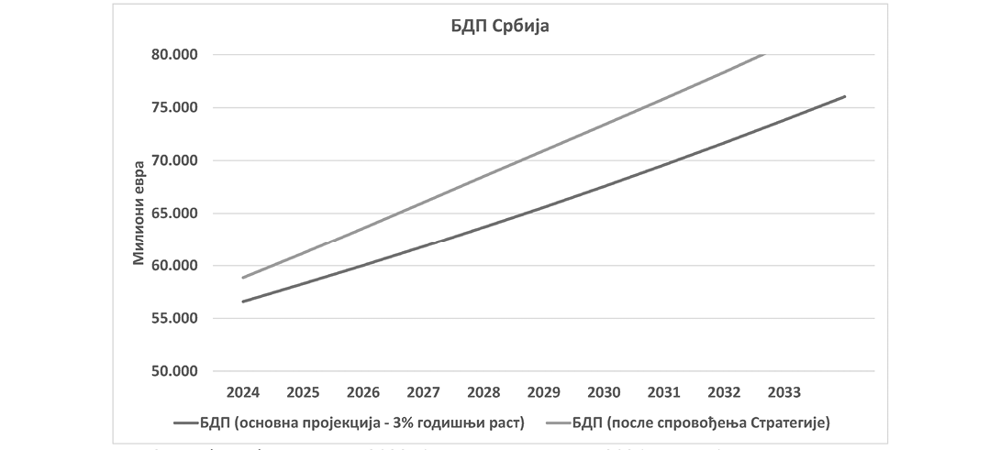 БДП Србија
80.000
75.000
70.000
65.000
60.000
55.000
50.000
Милиони евра
2024 2025 2026 2027 2028 2029 2030 2031 2032 2033
БДП (основна пројекција - 3% годишњи раст) БДП (после спровођења Стратегије)